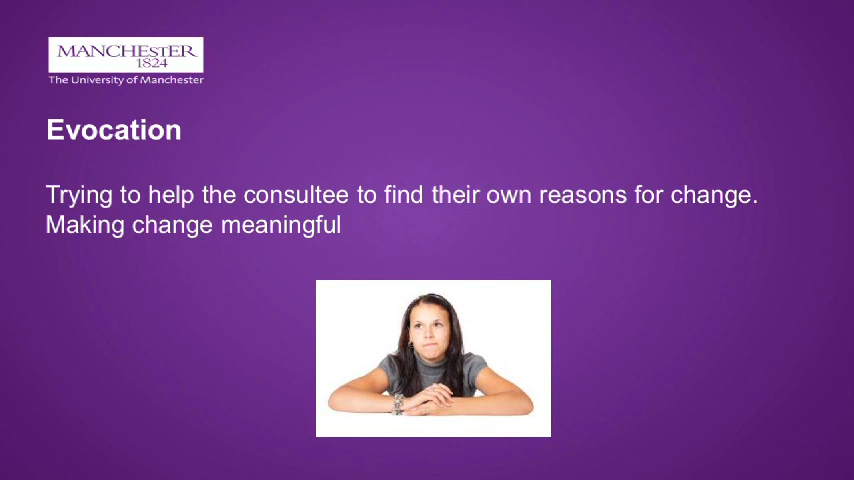 MANCHESTER
1824
The University of Manchester
Evocation
Trying to help the consultee to find their own reasons for change.
Making change meaningful